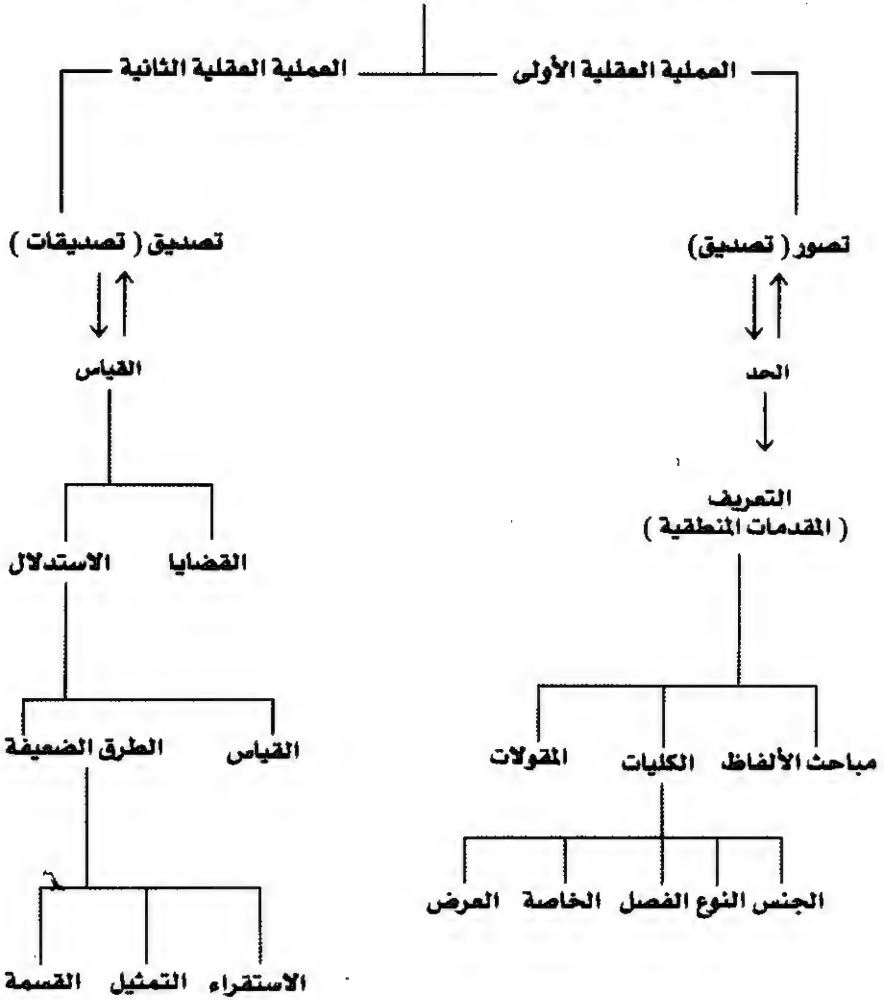 العملية العقلية الأولى
العملية العقلية الثانية
تصور ( تصديق)
تصديق ( تصديقات )
الحد
القياس
التعريف
( المقدمات المنطقية )
القضايا
الاستدلال
مباحث الألفاظ
الكليات
المقولات
القياس
الطرق الضعيفة
الجنس
النوع
الفصل
الخاصة
العرض
الاستقراء
التمثيل
القسمة